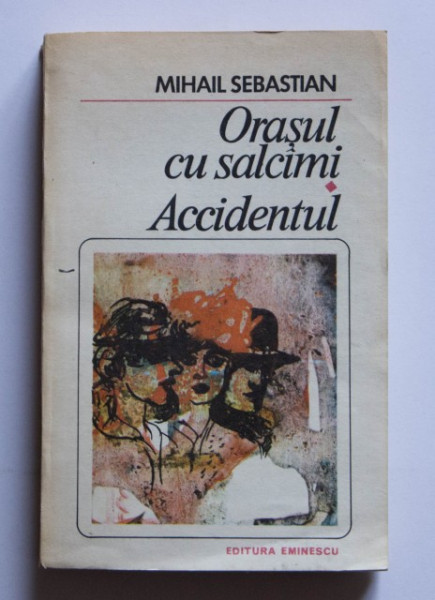 MIHAIL SEBASTIAN
Orașul
cu salcîmi
Accidentul
EDITURA EMINESCU